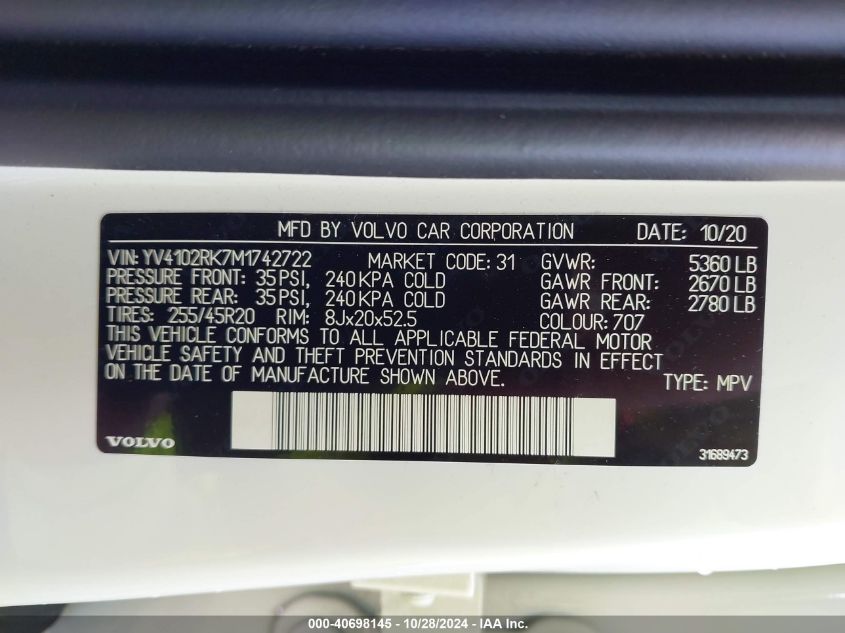 MFD BY VOLVO CAR CORPORATION DATE: 10/20
VIN: YV4102RK7M1742722 MARKET CODE: 31 GVWR: 5360 LB
PRESSURE FRONT: 35 PSI, 240 KPA COLD GAWR FRONT: 2670 LB
PRESSURE REAR: 35 PSI, 240 KPA COLD GAWR REAR: 2780 LB
TIRES: 255/45R20 RIM: 8Jx20x52.5 COLOUR: 707
THIS VEHICLE CONFORMS TO ALL APPLICABLE FEDERAL MOTOR
VEHICLE SAFETY AND THEFT PREVENTION STANDARDS IN EFFECT
ON THE DATE OF MANUFACTURE SHOWN ABOVE. TYPE: MPV
VOLVO 31689473
000-40698145 - 10/28/2024 - IAA Inc.